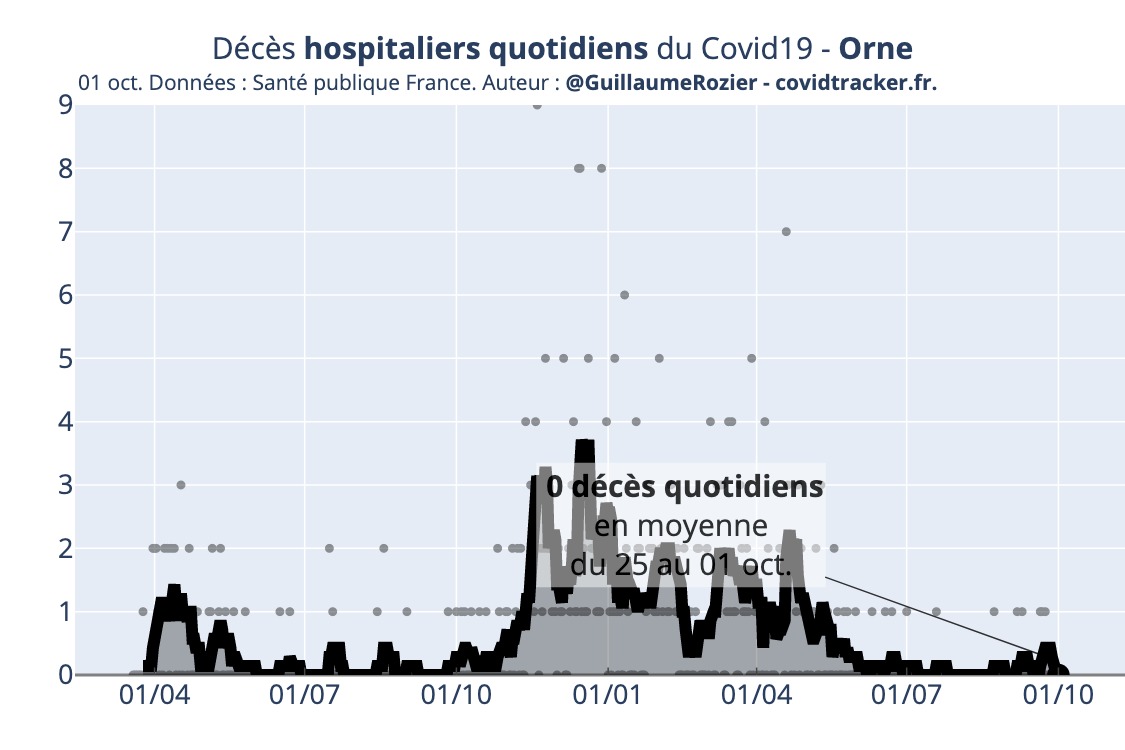 Décès hospitaliers quotidiens du Covid19 - Orne
01 oct. Données : Santé publique France. Auteur : @GuillaumeRozier - covidtracker.fr.
9
8
7
6
5
4
3
2
1
0
0 décès quotidiens
en moyenne
du 25 au 01 oct.
01/04 01/07 01/10 01/01 01/04 01/07 01/10